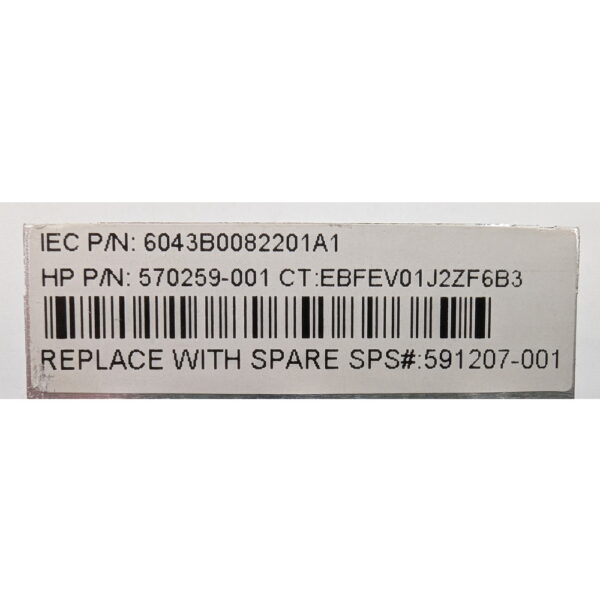 IEC P/N: 6043B0082201A1
HP P/N: 570259-001 CT:EBFEV01J2ZF6B3
REPLACE WITH SPARE SPS#:591207-001